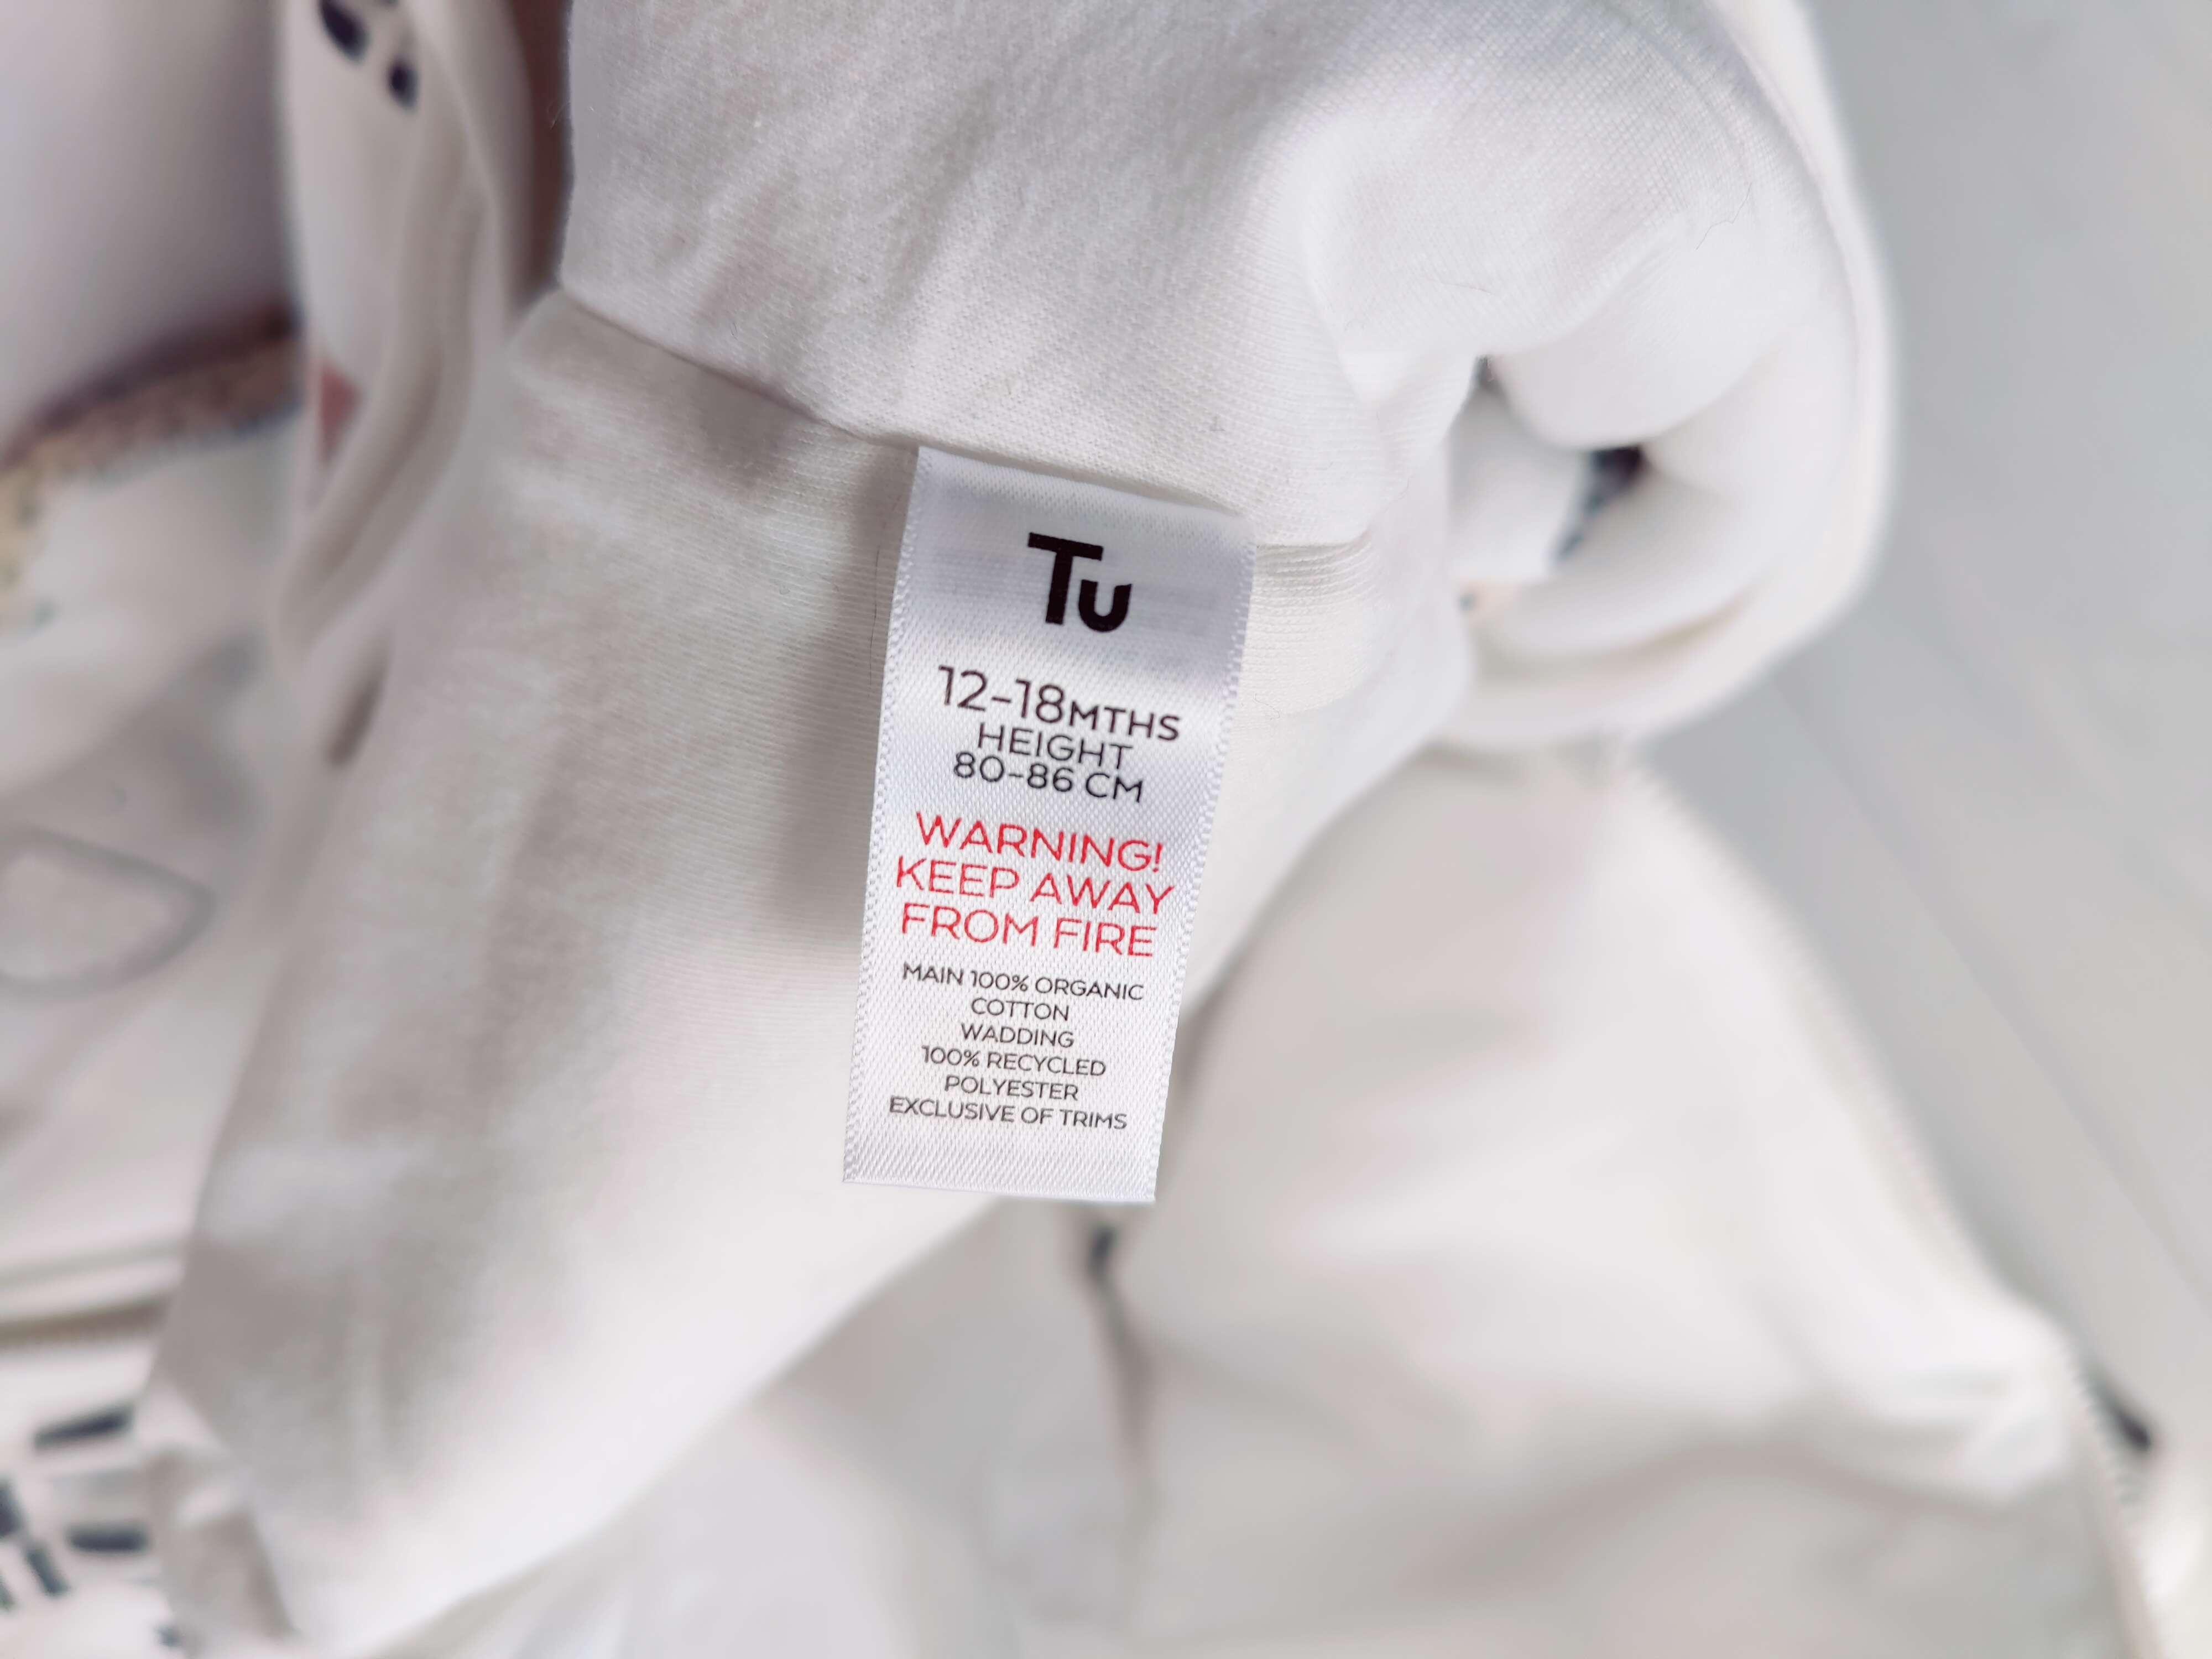 Tu
12-18MTHS
HEIGHT
80-86 CM
WARNING!
KEEP AWAY
FROM FIRE
MAIN 100% ORGANIC
COTTON
WADDING
100% RECYCLED
POLYESTER
EXCLUSIVE OF TRIMS